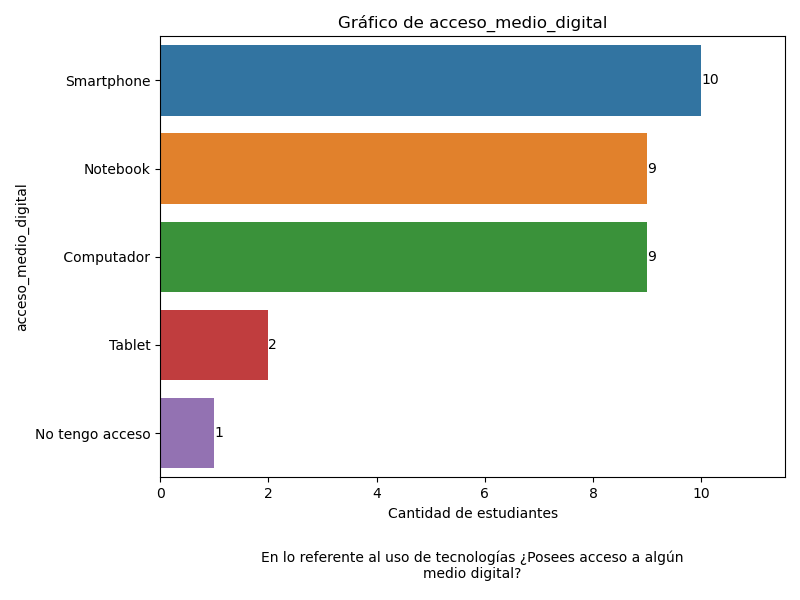 Gráfico de acceso_medio_digital
acceso_medio_digital
Smartphone
10
Notebook
9
Computador
9
Tablet
2
No tengo acceso
1
0 2 4 6 8 10
Cantidad de estudiantes
En lo referente al uso de tecnologías ¿Posees acceso a algún
medio digital?